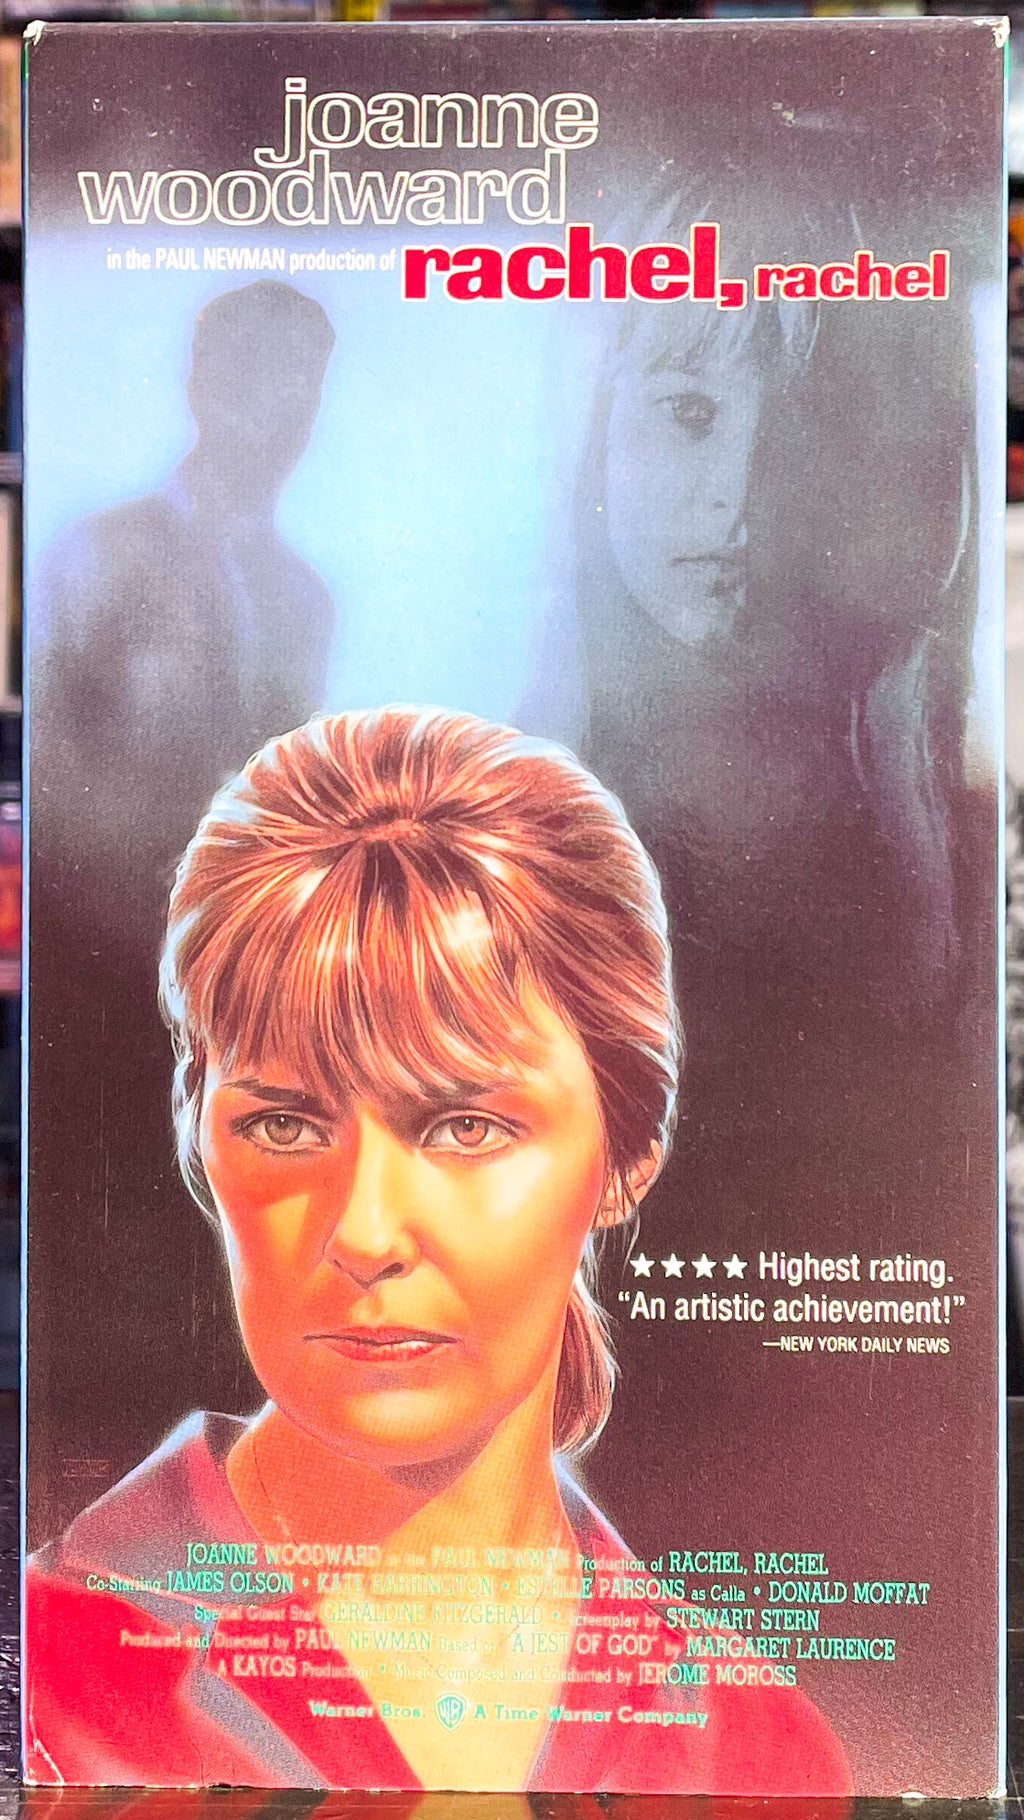 joanne
woodward
in the PAUL NEWMAN production of rachel, rachel
★★★★ Highest rating.
“An artistic achievement!”
—NEW YORK DAILY NEWS
JOANNE WOODWARD in the PAUL NEWMAN Production of RACHEL, RACHEL
Co-Starring JAMES OLSON • KATE HARRINGTON • ESTELLE PARSONS as Calla • DONALD MOFFAT
Special Guest Star GERALDINE FITZGERALD • Screenplay by STEWART STERN
Produced and Directed by PAUL NEWMAN Based on "A JEST OF GOD" by MARGARET LAURENCE
A KAYOS Production • Music Composed and Conducted by JEROME MOROSS
Warner Bros. WB A Time Warner Company